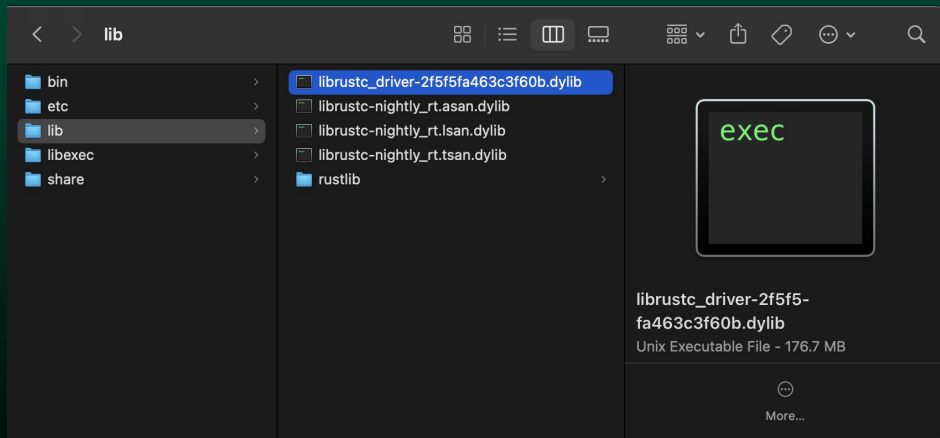 lib
bin
etc
lib
libexec
share
librustc_driver-2f5f5fa463c3f60b.dylib
librustc-nightly_rt.asan.dylib
librustc-nightly_rt.lsan.dylib
librustc-nightly_rt.tsan.dylib
rustlib
exec
librustc_driver-2f5f5-
fa463c3f60b.dylib
Unix Executable File - 176.7 MB
More...